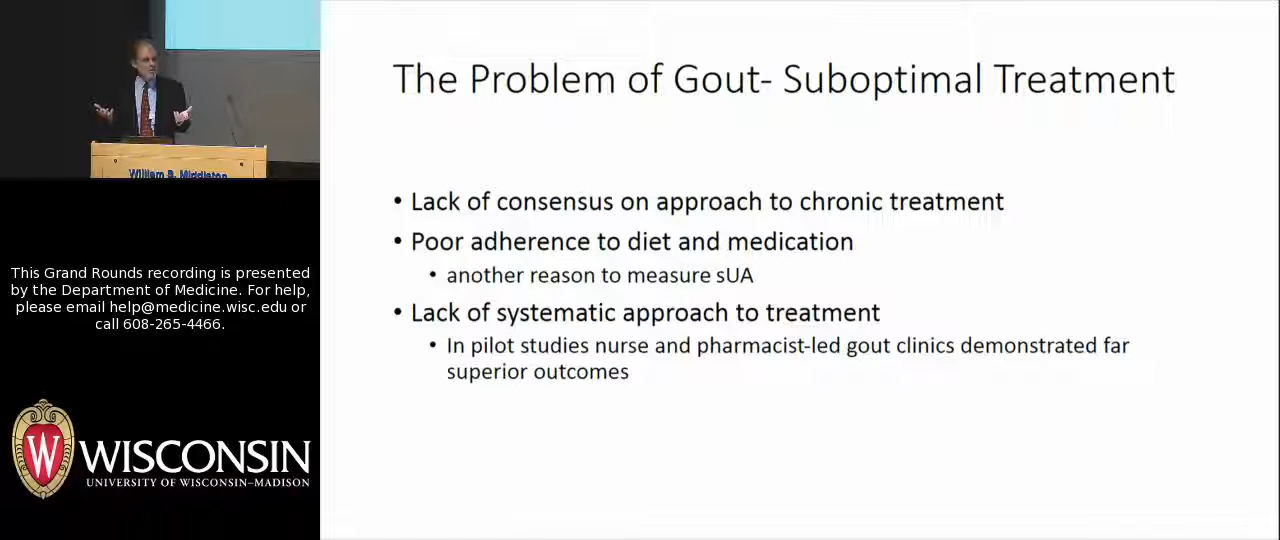 The Problem of Gout- Suboptimal Treatment
• Lack of consensus on approach to chronic treatment
• Poor adherence to diet and medication
• another reason to measure sUA
• Lack of systematic approach to treatment
• In pilot studies nurse and pharmacist-led gout clinics demonstrated far
superior outcomes
William S. Middleton
This Grand Rounds recording is presented
by the Department of Medicine. For help,
please email help@medicine.wisc.edu or
call 608-265-4466.
W
WISCONSIN
UNIVERSITY OF WISCONSIN–MADISON